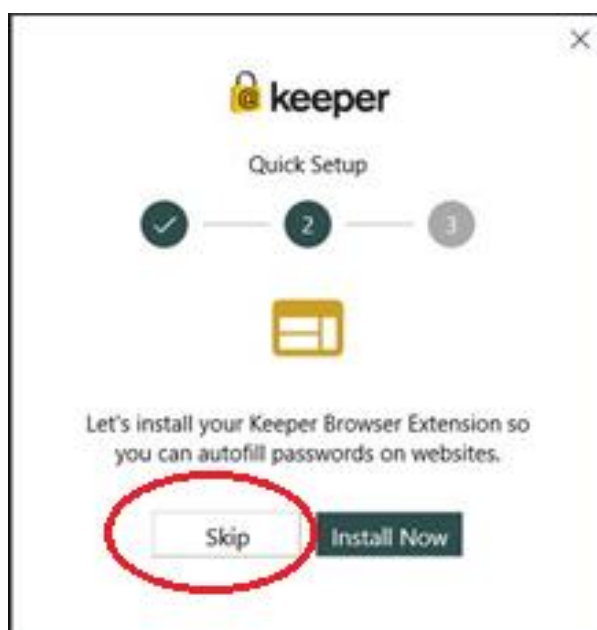 keeper
Quick Setup
2
3
Let's install your Keeper Browser Extension so
you can autofill passwords on websites.
Skip
Install Now